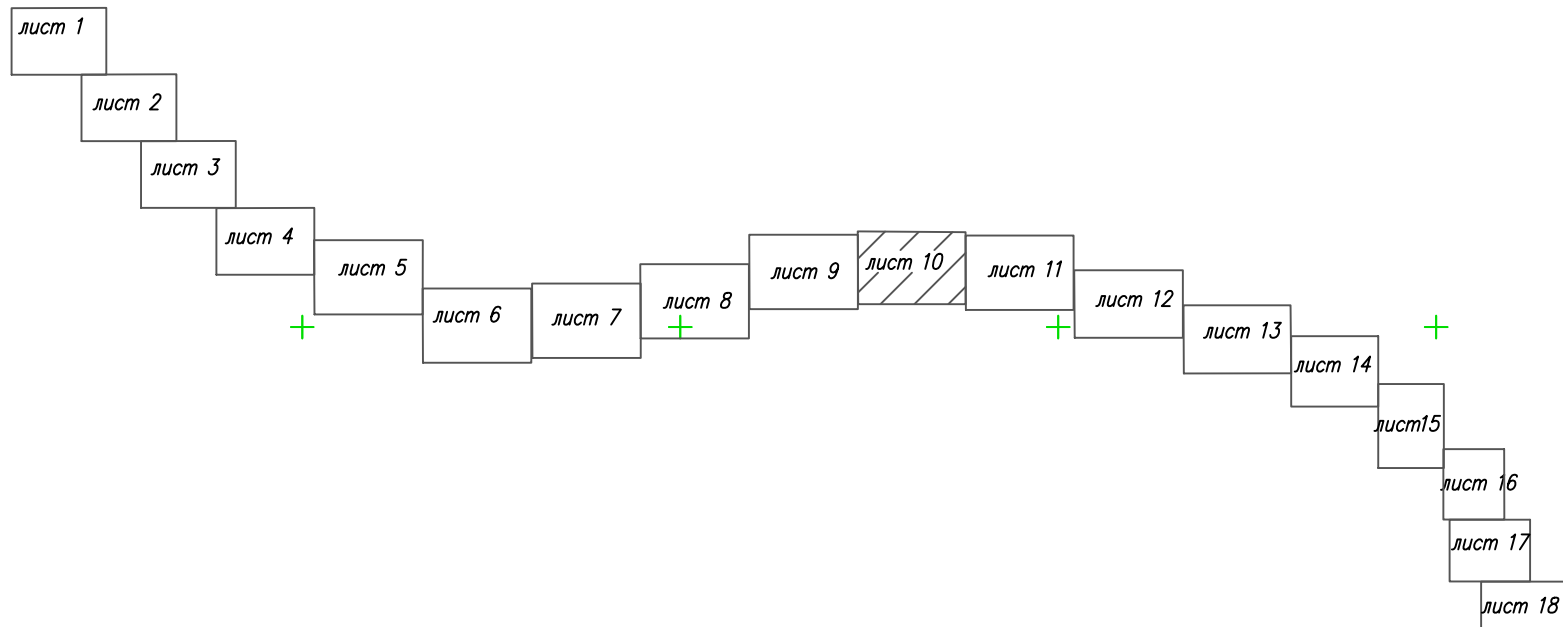 лист 1
лист 2
лист 3
лист 4
лист 5
лист 6
лист 7
лист 8
лист 9
лист 10
лист 11
лист 12
лист 13
лист 14
лист15
лист 16
лист 17
лист 18